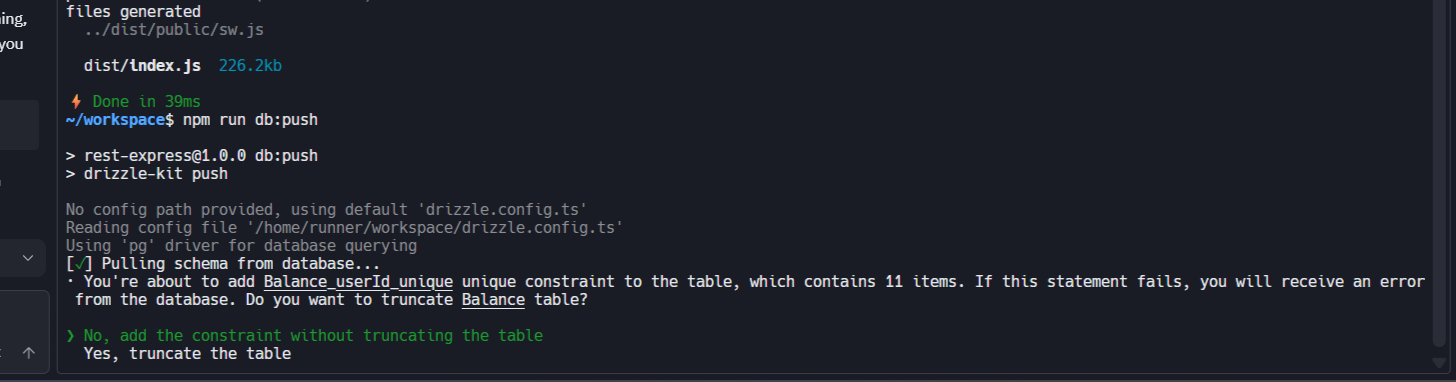 ing,
you
files generated
../dist/public/sw.js
dist/index.js 226.2kb
⚡ Done in 39ms
~/workspace$ npm run db:push
> rest-express@1.0.0 db:push
> drizzle-kit push
No config path provided, using default 'drizzle.config.ts'
Reading config file '/home/runner/workspace/drizzle.config.ts'
Using 'pg' driver for database querying
[✓] Pulling schema from database...
· You're about to add Balance_userId_unique unique constraint to the table, which contains 11 items. If this statement fails, you will receive an error
from the database. Do you want to truncate Balance table?
❯ No, add the constraint without truncating the table
Yes, truncate the table